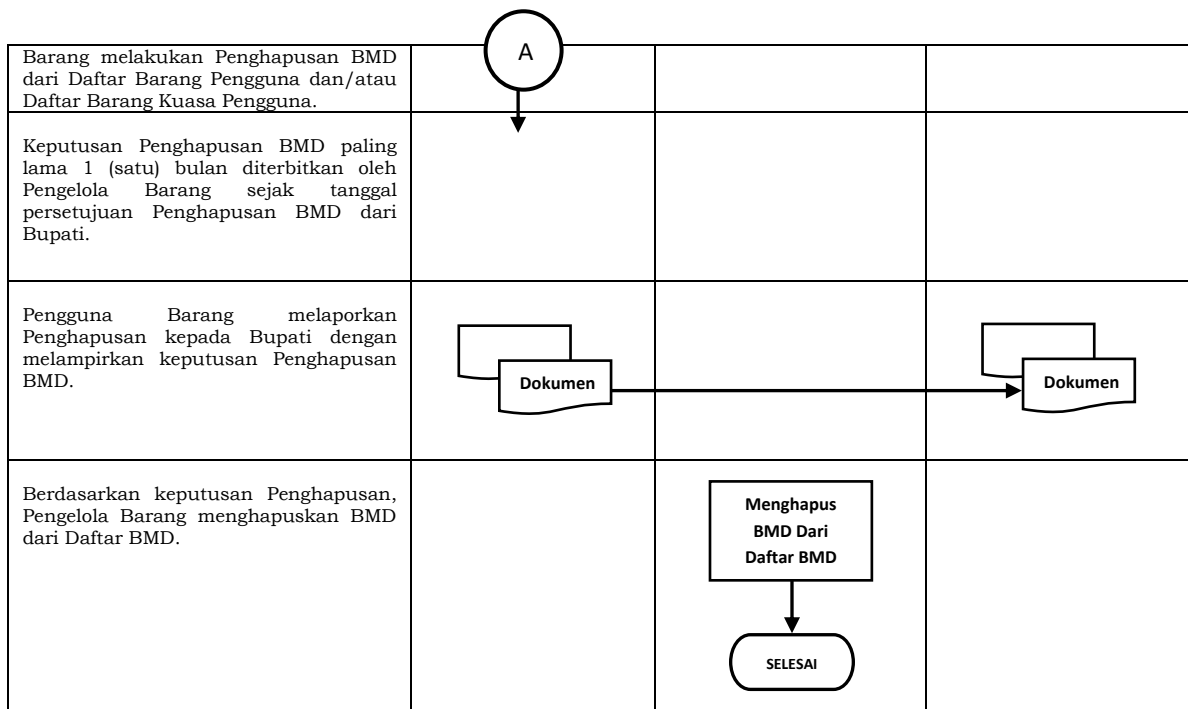 Barang melakukan Penghapusan BMD
dari Daftar Barang Pengguna dan/atau
Daftar Barang Kuasa Pengguna.
A
Keputusan Penghapusan BMD paling
lama 1 (satu) bulan diterbitkan oleh
Pengelola Barang sejak tanggal
persetujuan Penghapusan BMD dari
Bupati.
Pengguna Barang melaporkan
Penghapusan kepada Bupati dengan
melampirkan keputusan Penghapusan
BMD.
Dokumen
Dokumen
Berdasarkan keputusan Penghapusan,
Pengelola Barang menghapuskan BMD
dari Daftar BMD.
Menghapus
BMD Dari
Daftar BMD
SELESAI